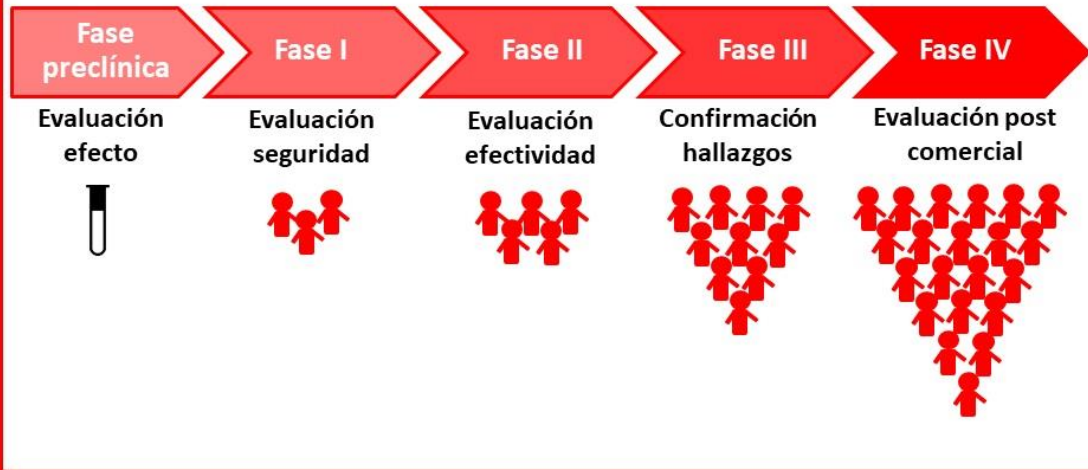 Fase
preclínica
Fase I
Fase II
Fase III
Fase IV
Evaluación
efecto
Evaluación
seguridad
Evaluación
efectividad
Confirmación
hallazgos
Evaluación post
comercial